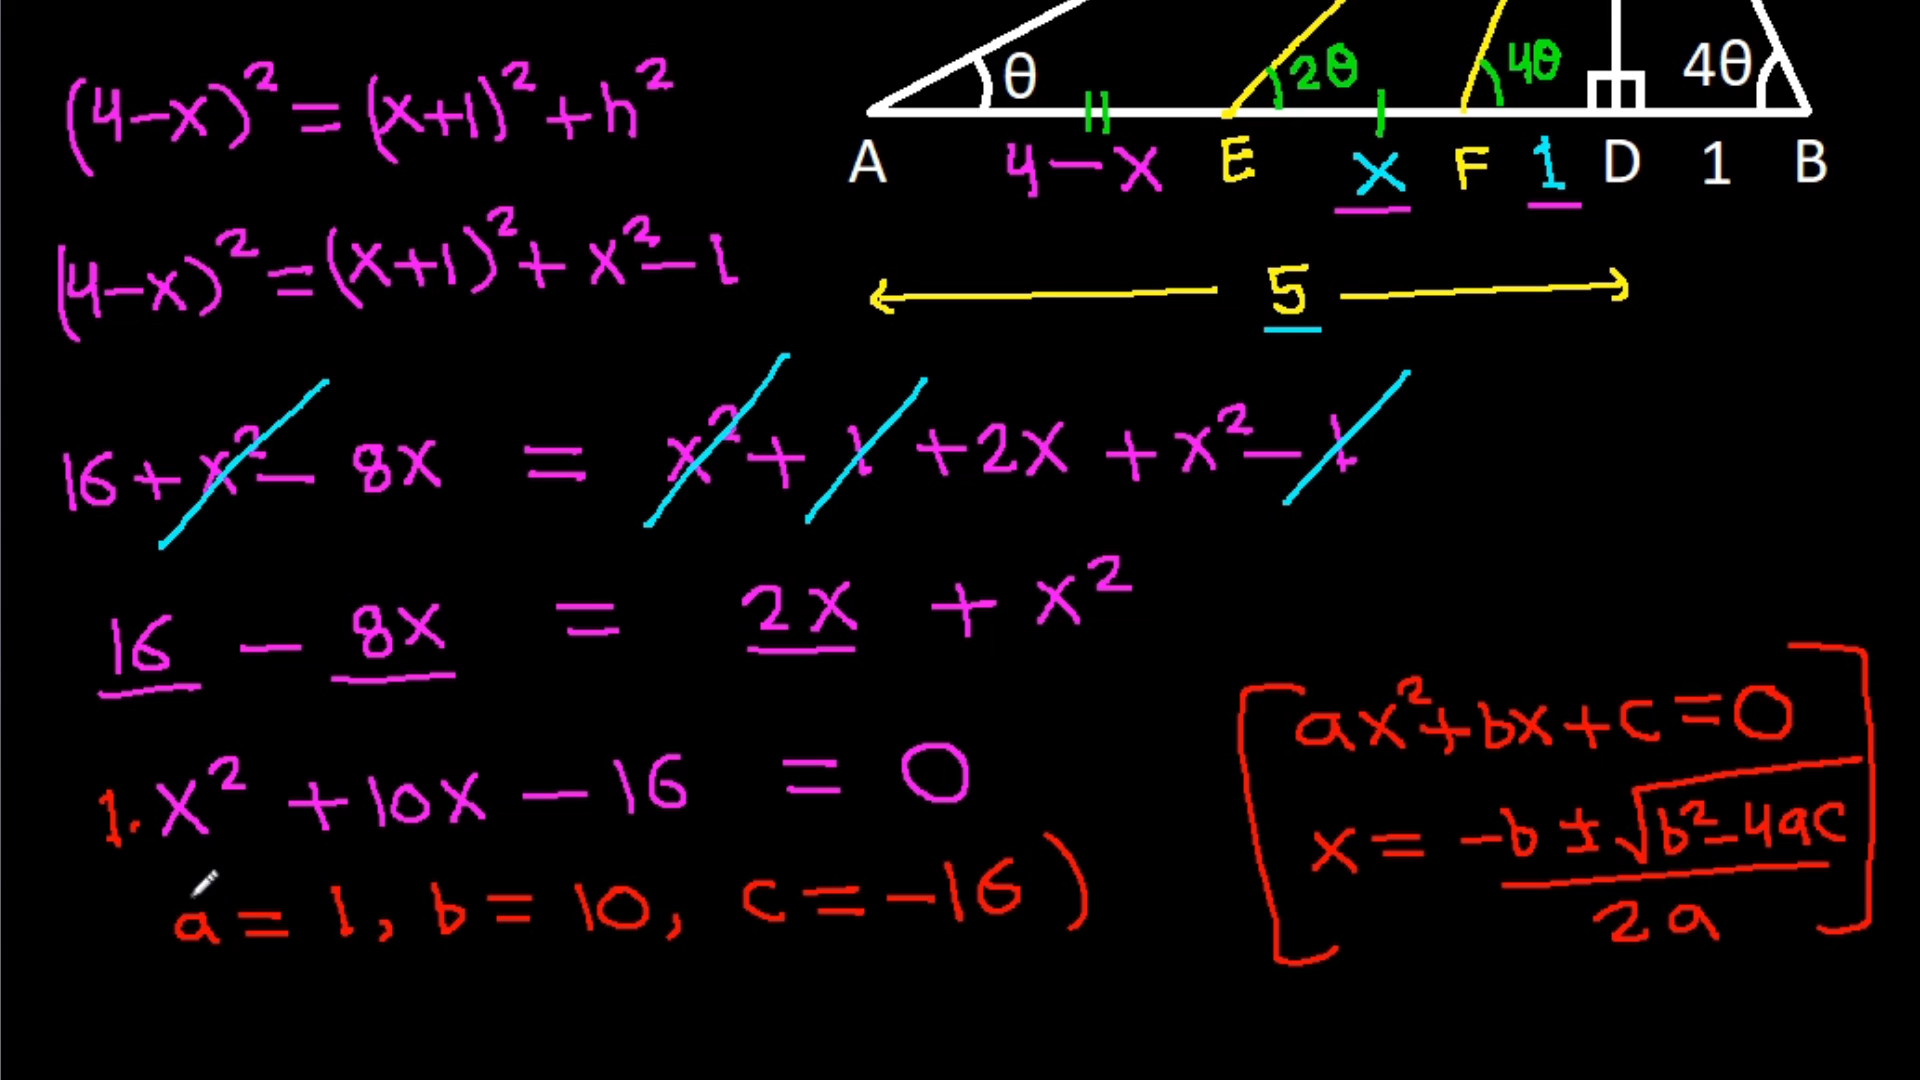 (4-x)² = (x+1)² + h²
(4-x)² = (x+1)² + x² - 1
16 + x² - 8x = x² + 1 + 2x + x² - 1
16 - 8x = 2x + x²
1. x² + 10x - 16 = 0
a = 1, b = 10, c = -16)
θ 2θ 4θ 4θ
A 4-x E x F 1 D 1 B
5
ax² + bx + c = 0
x = -b ± √b² - 4ac
2a